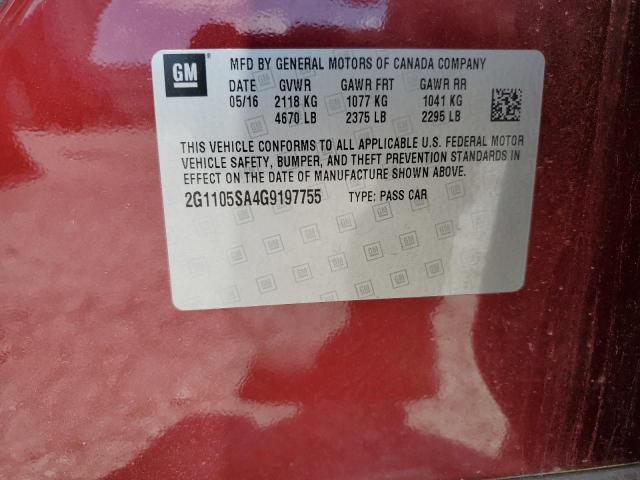 GM
MFD BY GENERAL MOTORS OF CANADA COMPANY
DATE GVWR GAWR FRT GAWR RR
05/16 2118 KG 1077 KG 1041 KG
4670 LB 2375 LB 2295 LB
THIS VEHICLE CONFORMS TO ALL APPLICABLE U.S. FEDERAL MOTOR
VEHICLE SAFETY, BUMPER, AND THEFT PREVENTION STANDARDS IN
EFFECT ON THE DATE OF MANUFACTURE SHOWN ABOVE.
2G1105SA4G9197755 TYPE: PASS CAR